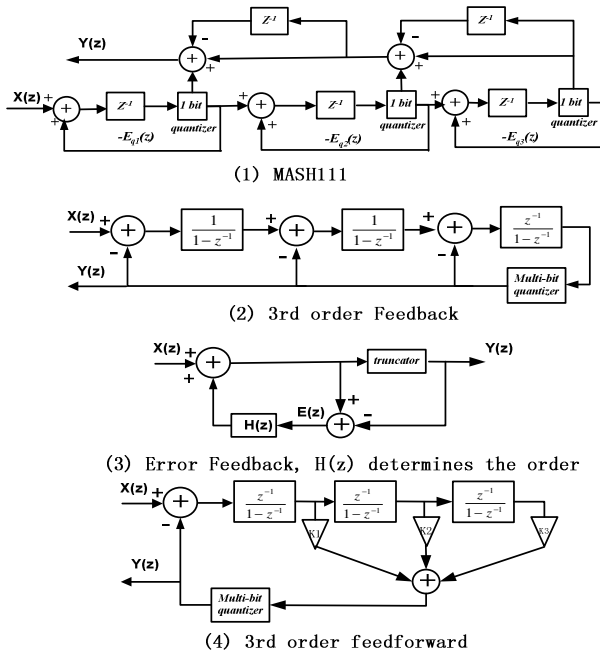 Z⁻¹ Z⁻¹
Y(z) - + - +
X(z) + + Z⁻¹ 1 bit quantizer + + Z⁻¹ 1 bit quantizer + + Z⁻¹ 1 bit quantizer
-Eq1(z) -Eq2(z) -Eq3(z)
(1) MASH111
X(z) + - 1/(1-z⁻¹) + - 1/(1-z⁻¹) + - z⁻¹/(1-z⁻¹)
Y(z) Multi-bit quantizer
(2) 3rd order Feedback
X(z) + + truncator Y(z)
H(z) E(z) + -
(3) Error Feedback, H(z) determines the order
X(z) + - z⁻¹/(1-z⁻¹) z⁻¹/(1-z⁻¹) z⁻¹/(1-z⁻¹)
K1 K2 K3
Y(z) +
Multi-bit quantizer
(4) 3rd order feedforward